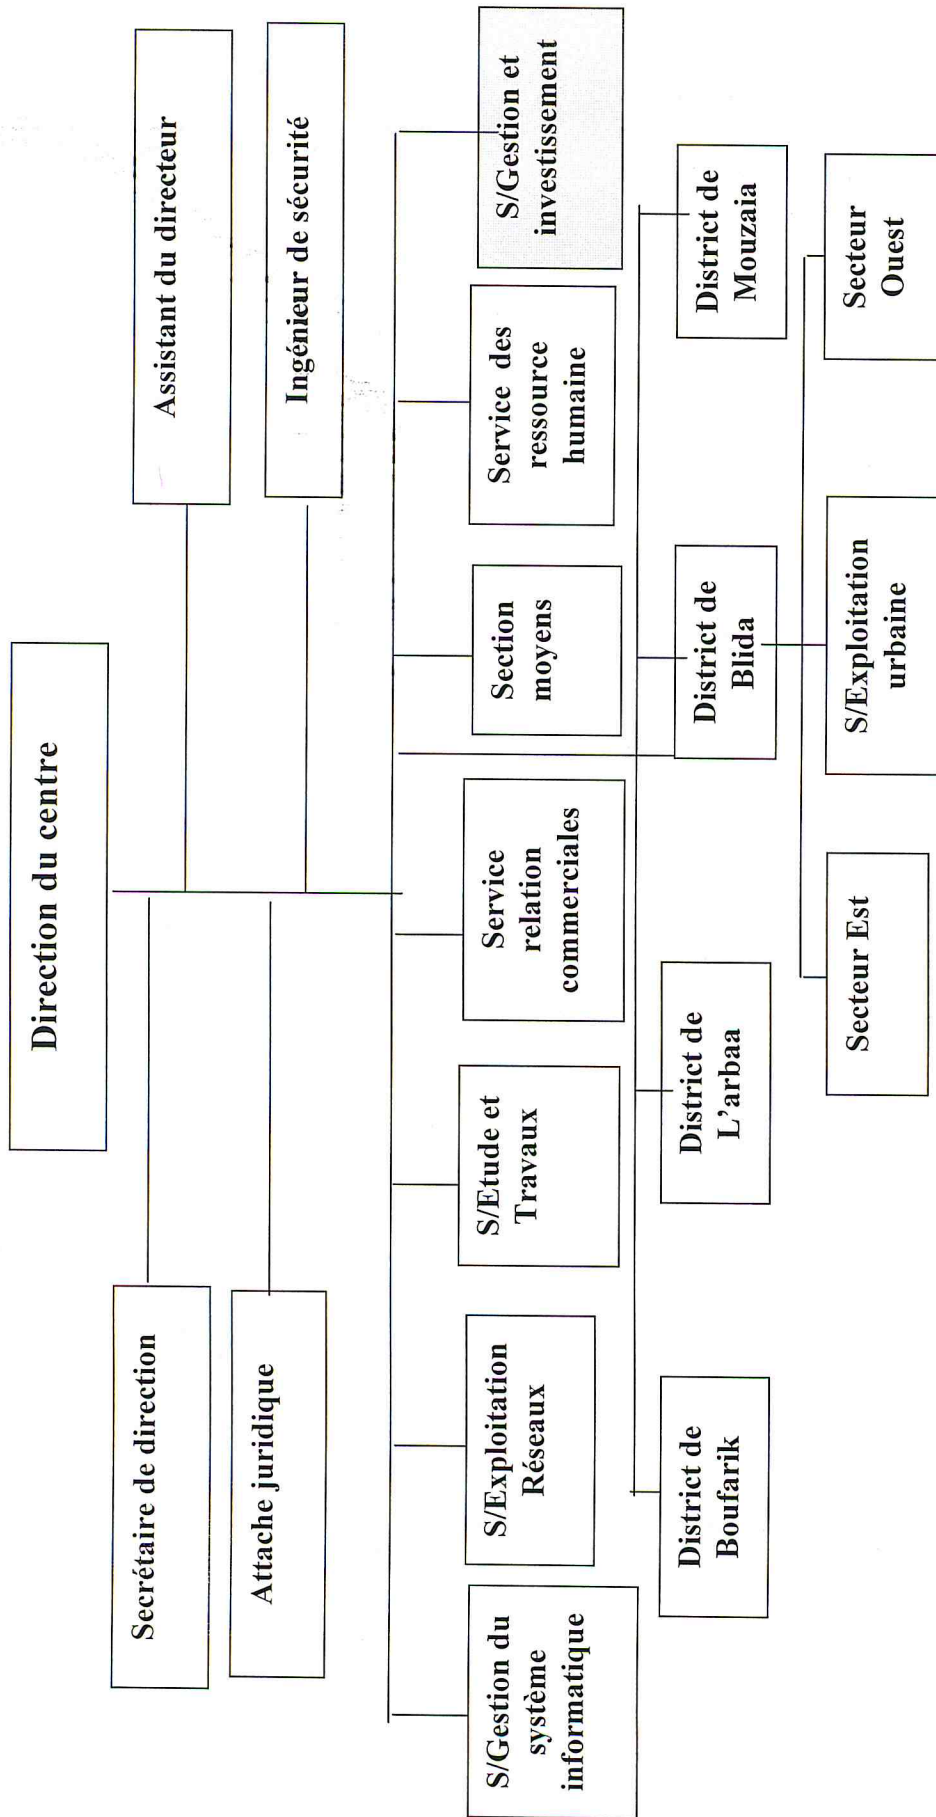 Direction du centre
Secrétaire de direction
Assistant du directeur
Attache juridique
Ingénieur de sécurité
S/Gestion du
système
informatique
S/Exploitation
Réseaux
S/Etude et
Travaux
Service
relation
commerciales
Section
moyens
Service des
ressource
humaine
S/Gestion et
investissement
District de
Boufarik
District de
L'arbaa
District de
Blida
District de
Mouzaia
Secteur Est
S/Exploitation
urbaine
Secteur
Ouest